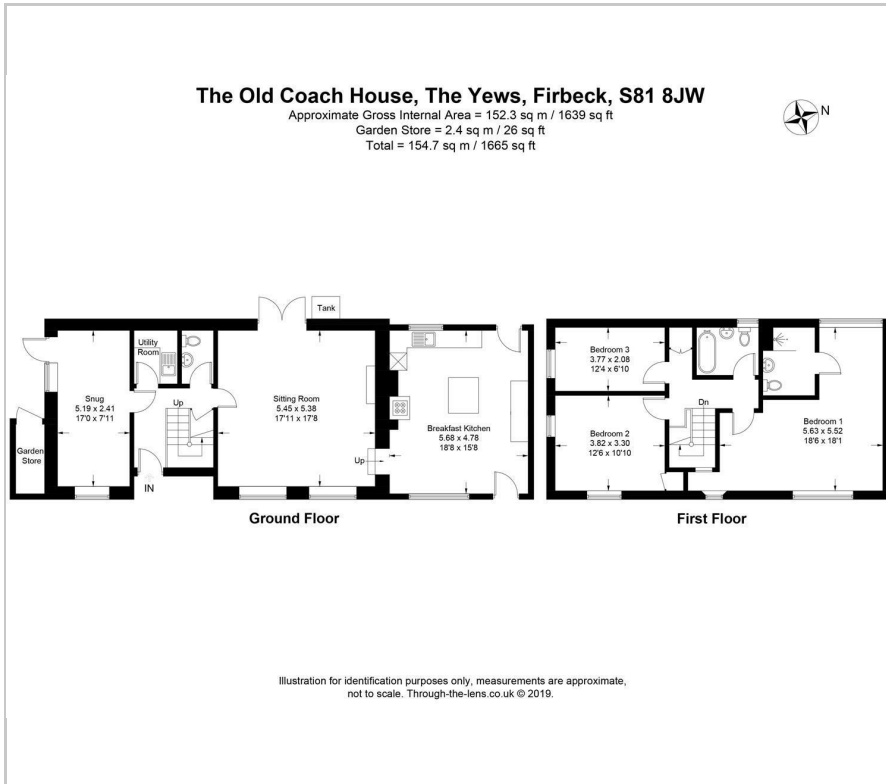 The Old Coach House, The Yews, Firbeck, S81 8JW
Approximate Gross Internal Area = 152.3 sq m / 1639 sq ft
Garden Store = 2.4 sq m / 26 sq ft
Total = 154.7 sq m / 1665 sq ft
N
Tank
Utility
Room
Snug
5.19 x 2.41
17'0 x 7'11
Up
Sitting Room
5.45 x 5.38
17'11 x 17'8
Breakfast Kitchen
5.68 x 4.78
18'8 x 15'8
Up
Garden
Store
IN
Ground Floor
Bedroom 3
3.77 x 2.08
12'4 x 6'10
Dn
Bedroom 2
3.82 x 3.30
12'6 x 10'10
Bedroom 1
5.63 x 5.52
18'6 x 18'1
First Floor
Illustration for identification purposes only, measurements are approximate,
not to scale. Through-the-lens.co.uk © 2019.